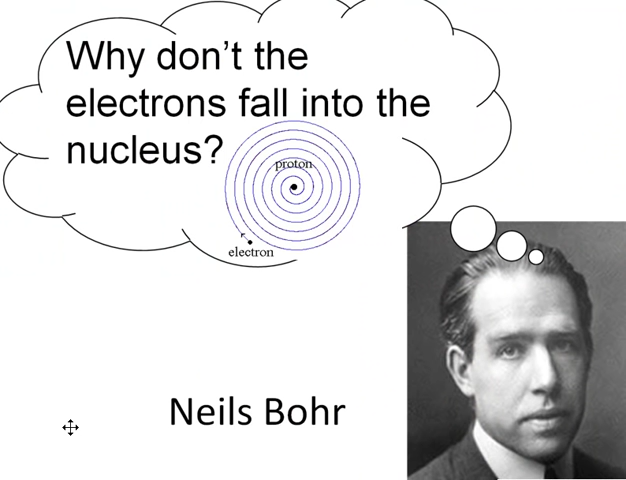 Why don’t the
electrons fall into the
nucleus?
proton
electron
Neils Bohr